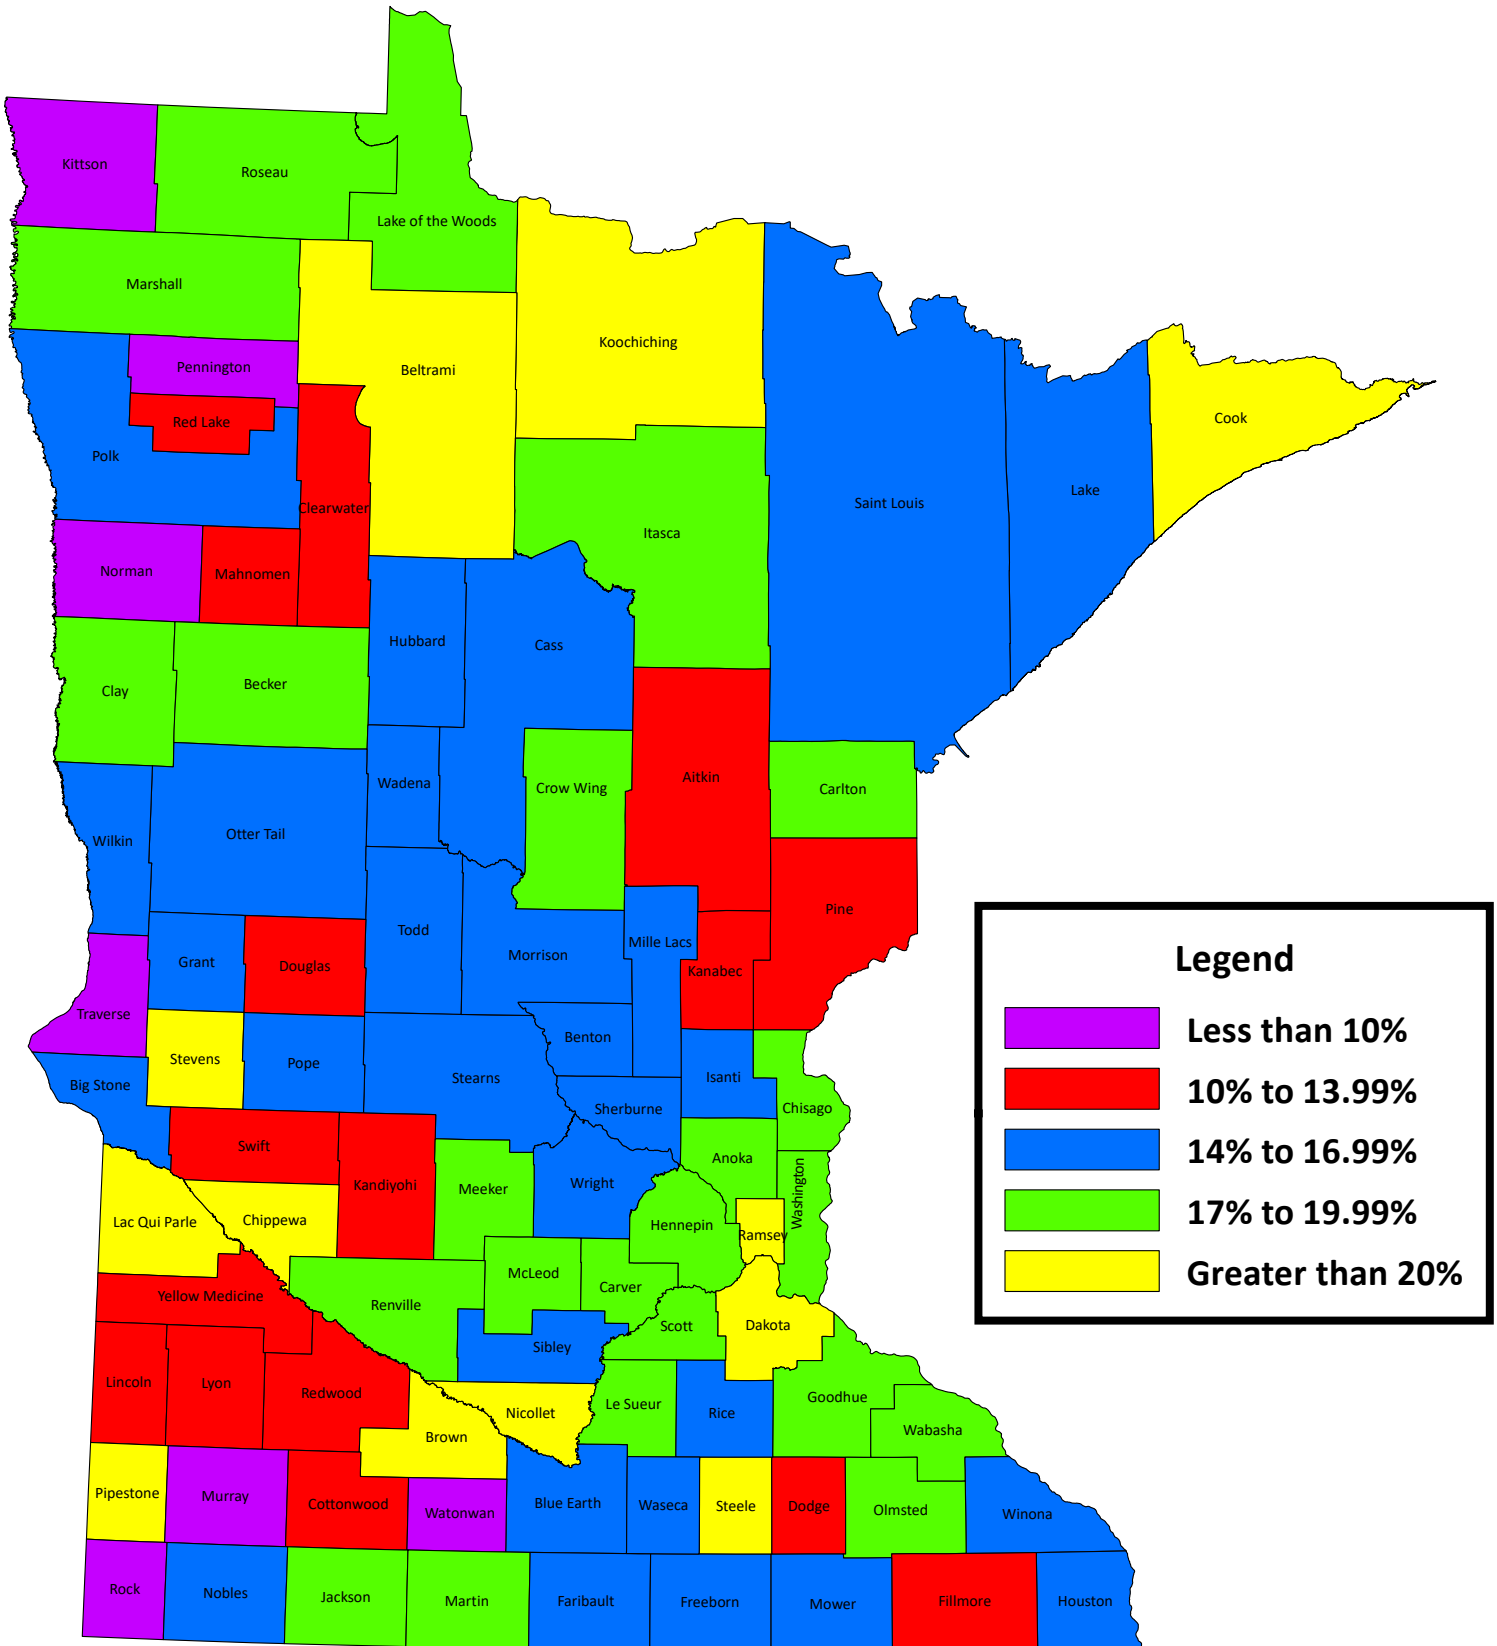 Kittson
Roseau
Lake of the Woods
Marshall
Koochiching
Pennington
Beltrami
Red Lake
Cook
Polk
Lake
Saint Louis
Clearwater
Itasca
Norman
Mahnomen
Hubbard
Cass
Clay
Becker
Aitkin
Wadena
Crow Wing
Carlton
Wilkin
Otter Tail
Pine
Todd
Mille Lacs
Morrison
Grant
Douglas
Kanabec
Legend
Traverse
Less than 10%
Benton
Stevens
Pope
Stearns
Isanti
Big Stone
10% to 13.99%
Sherburne
Chisago
Swift
14% to 16.99%
Anoka
Washington
Wright
Kandiyohi
Meeker
17% to 19.99%
Lac Qui Parle
Chippewa
Hennepin
Ramsey
McLeod
Greater than 20%
Carver
Yellow Medicine
Renville
Scott
Dakota
Sibley
Lincoln
Lyon
Redwood
Goodhue
Le Sueur
Nicollet
Rice
Wabasha
Brown
Pipestone
Murray
Cottonwood
Watonwan
Blue Earth
Waseca
Steele
Dodge
Olmsted
Winona
Rock
Nobles
Jackson
Martin
Faribault
Freeborn
Mower
Fillmore
Houston